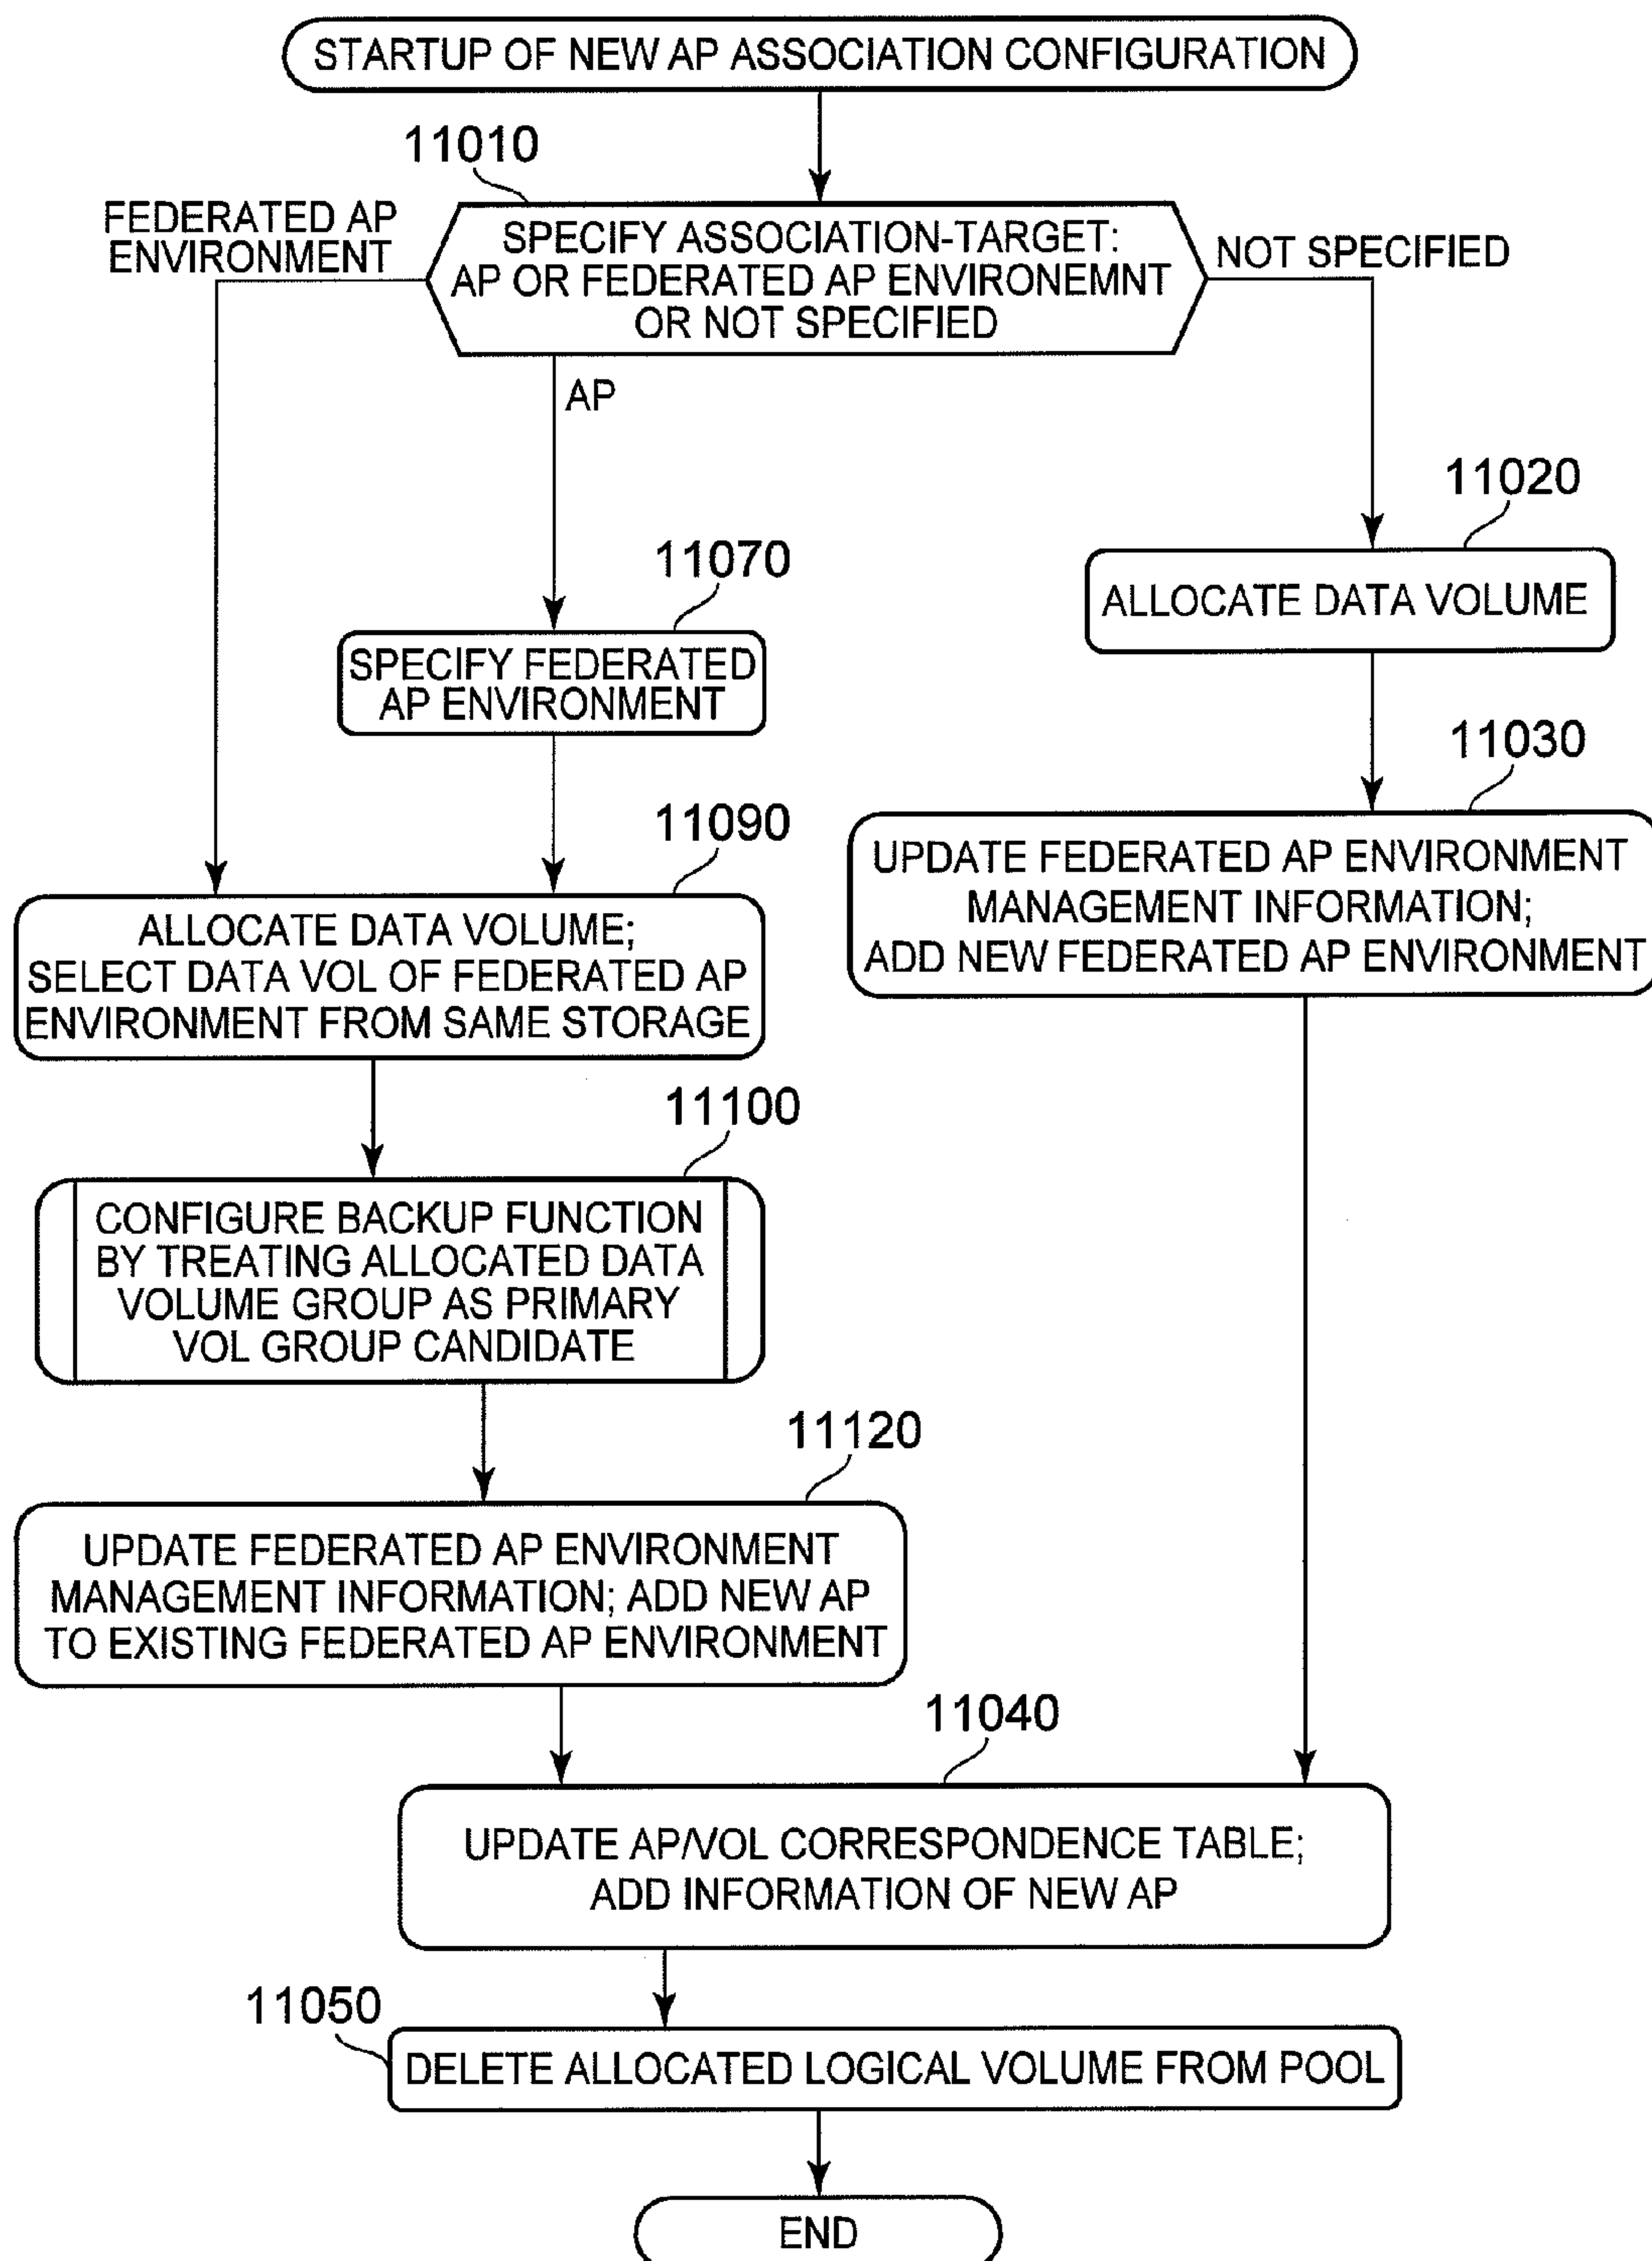 STARTUP OF NEW AP ASSOCIATION CONFIGURATION
11010
FEDERATED AP
ENVIRONMENT
SPECIFY ASSOCIATION-TARGET:
AP OR FEDERATED AP ENVIRONEMNT
OR NOT SPECIFIED
NOT SPECIFIED
AP
11020
ALLOCATE DATA VOLUME
11070
SPECIFY FEDERATED
AP ENVIRONMENT
11030
UPDATE FEDERATED AP ENVIRONMENT
MANAGEMENT INFORMATION;
ADD NEW FEDERATED AP ENVIRONMENT
11090
ALLOCATE DATA VOLUME;
SELECT DATA VOL OF FEDERATED AP
ENVIRONMENT FROM SAME STORAGE
11100
CONFIGURE BACKUP FUNCTION
BY TREATING ALLOCATED DATA
VOLUME GROUP AS PRIMARY
VOL GROUP CANDIDATE
11120
UPDATE FEDERATED AP ENVIRONMENT
MANAGEMENT INFORMATION; ADD NEW AP
TO EXISTING FEDERATED AP ENVIRONMENT
11040
UPDATE AP/VOL CORRESPONDENCE TABLE;
ADD INFORMATION OF NEW AP
11050
DELETE ALLOCATED LOGICAL VOLUME FROM POOL
END